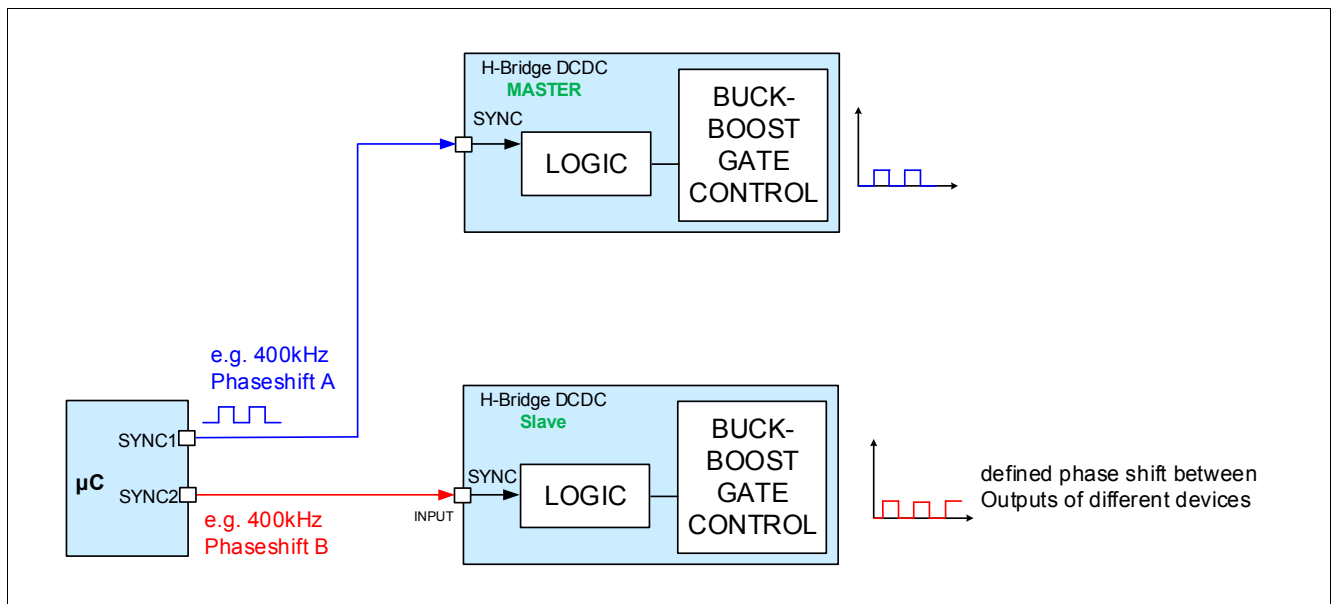 H-Bridge DCDC
MASTER
SYNC
LOGIC
BUCK-
BOOST
GATE
CONTROL
e.g. 400kHz
Phaseshift A
µC
SYNC1
SYNC2
e.g. 400kHz
Phaseshift B
INPUT
H-Bridge DCDC
Slave
SYNC
LOGIC
BUCK-
BOOST
GATE
CONTROL
defined phase shift between
Outputs of different devices